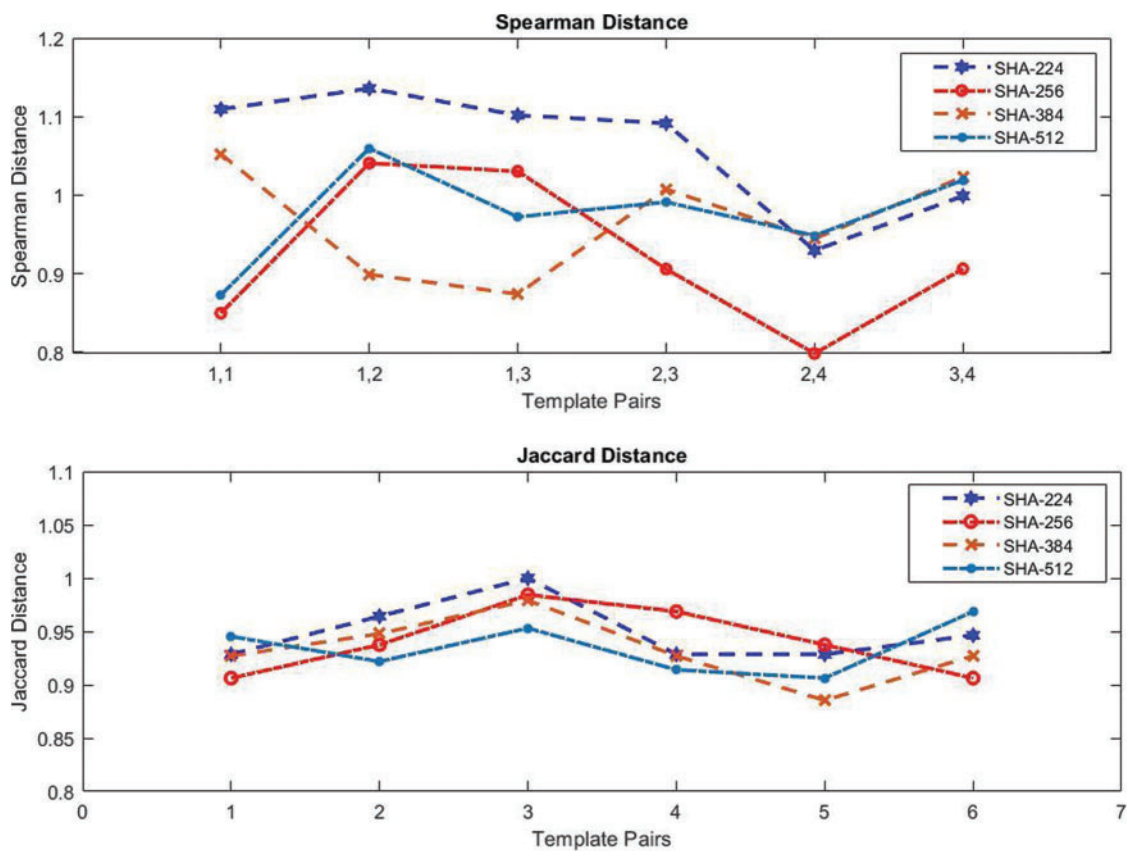 Spearman Distance
1.2
1.1
1
0.9
0.8
Spearman Distance
SHA-224
SHA-256
SHA-384
SHA-512
1,1 1,2 1,3 2,3 2,4 3,4
Template Pairs
Jaccard Distance
1.1
1.05
1
0.95
0.9
0.85
0.8
Jaccard Distance
SHA-224
SHA-256
SHA-384
SHA-512
0 1 2 3 4 5 6 7
Template Pairs